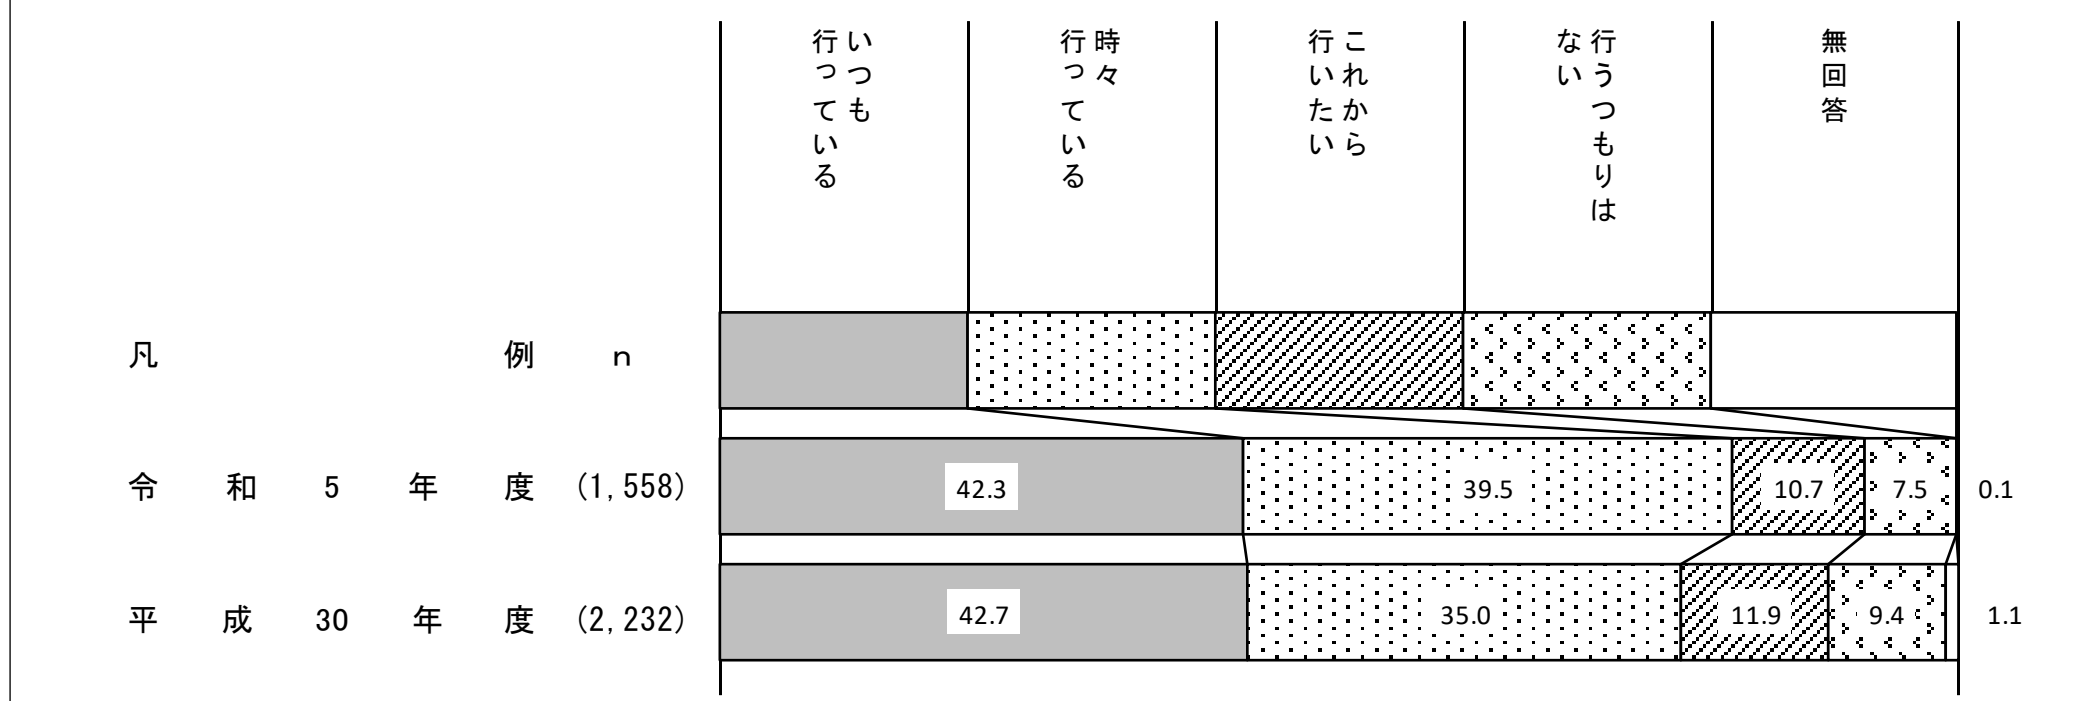 いつも
行っている
時々
行っている
これから
行いたい
行うつもりは
ない
無回答
凡例 n
令和5年度 (1,558)
42.3 39.5 10.7 7.5 0.1
平成30年度 (2,232)
42.7 35.0 11.9 9.4 1.1